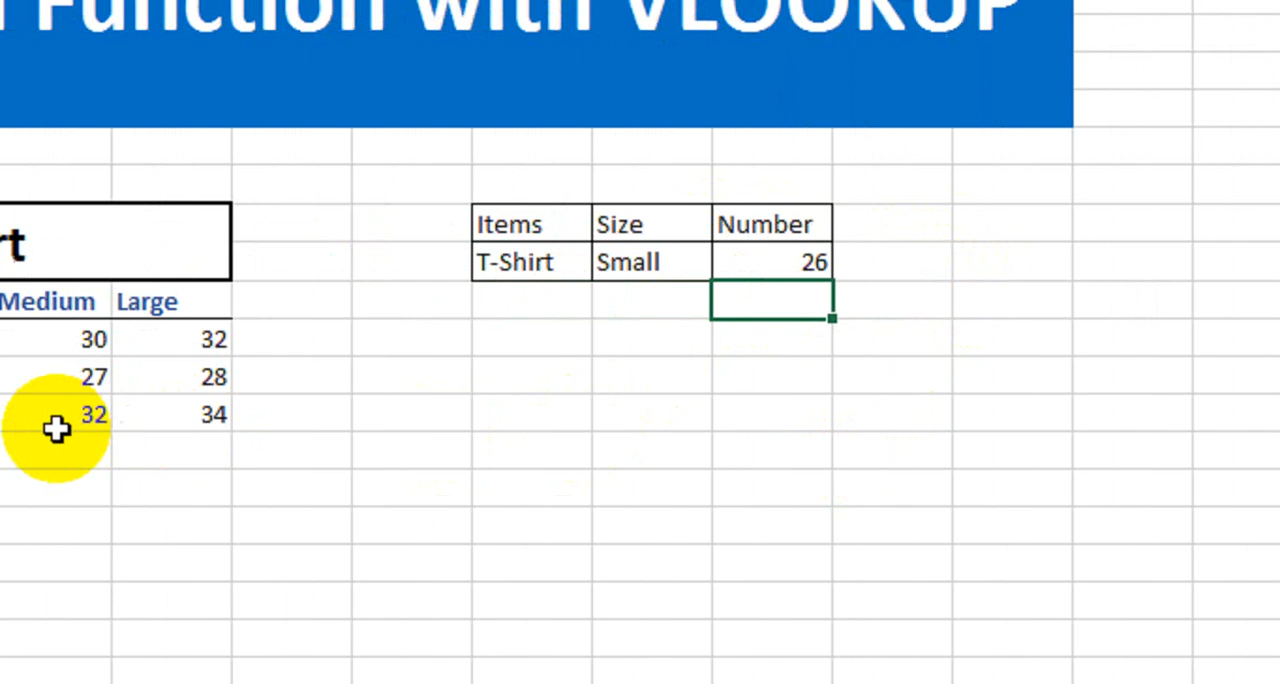 Function with VLOOKUP
rt
Items Size Number
T-Shirt Small 26
Medium Large
30 32
27 28
32 34